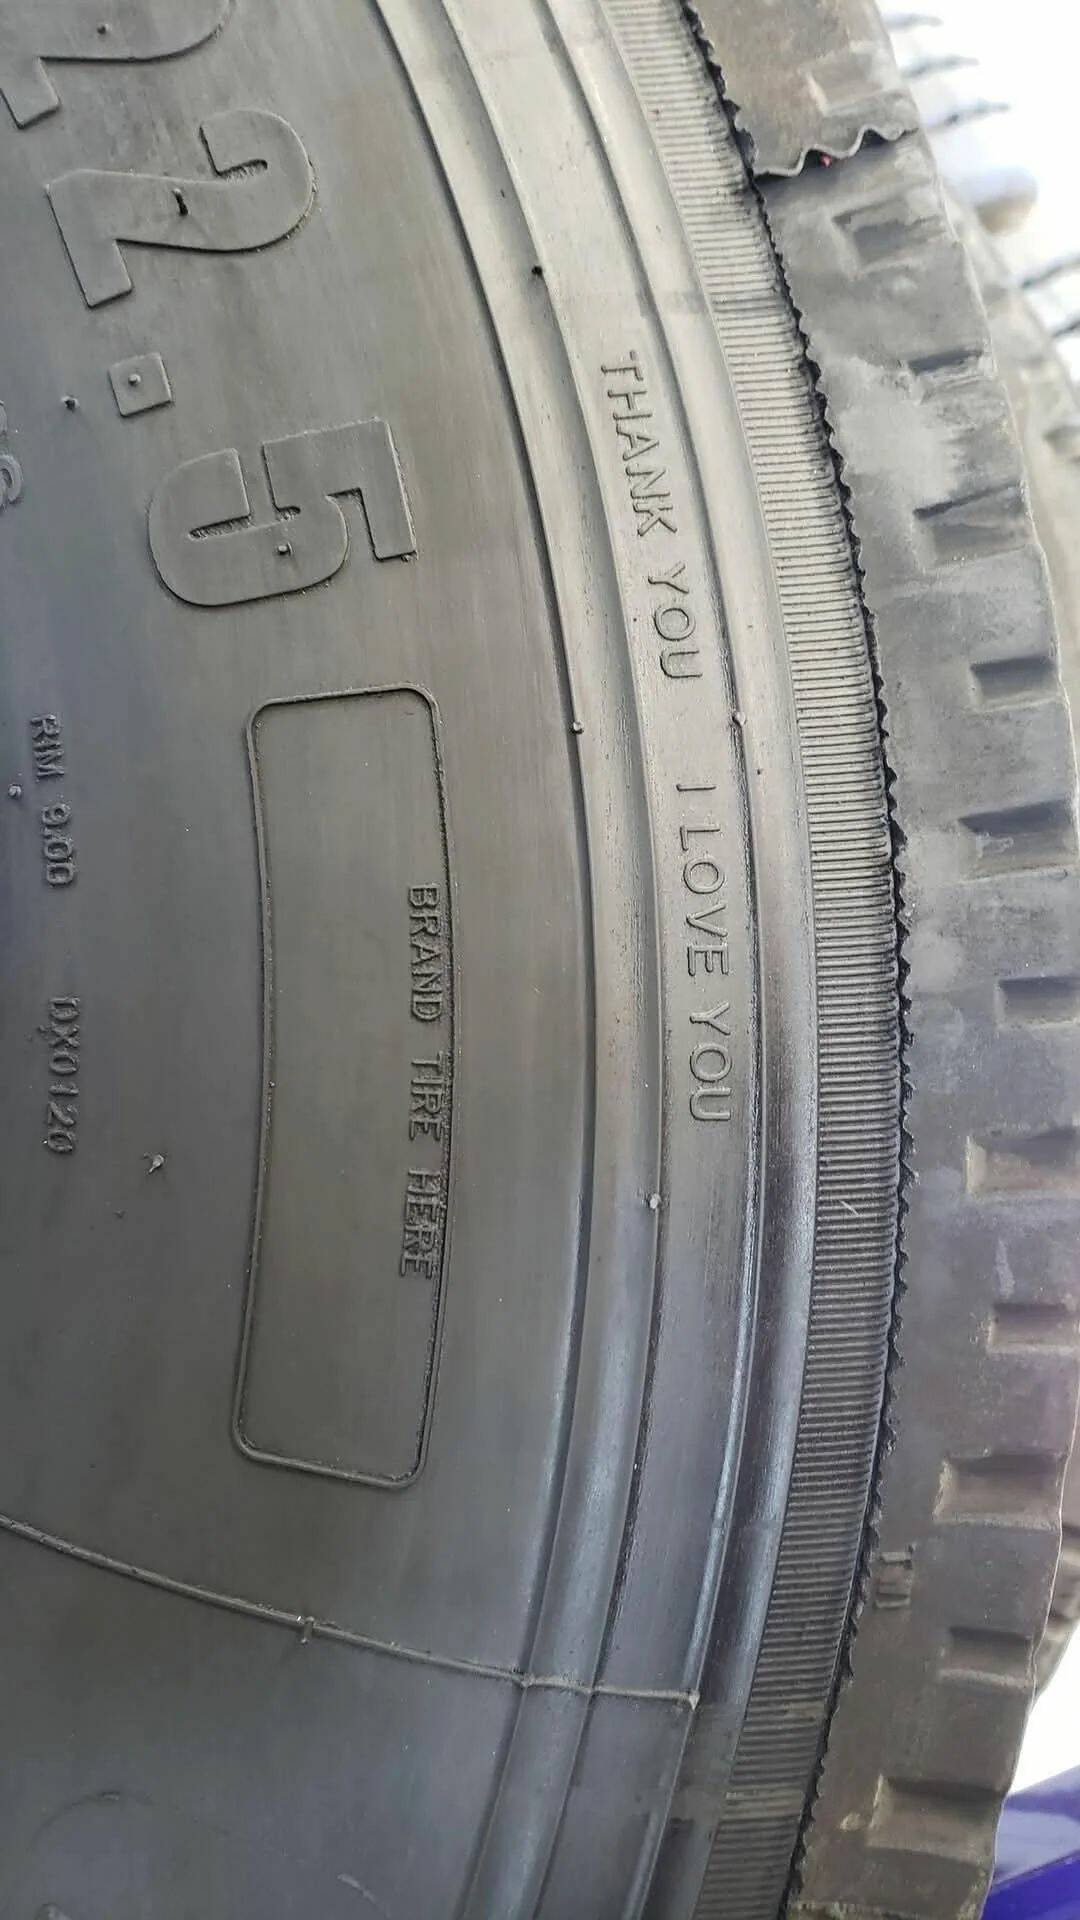 22.5
THANK YOU I LOVE YOU
BRAND TIRE HERE
RIM 9.00 DX0120